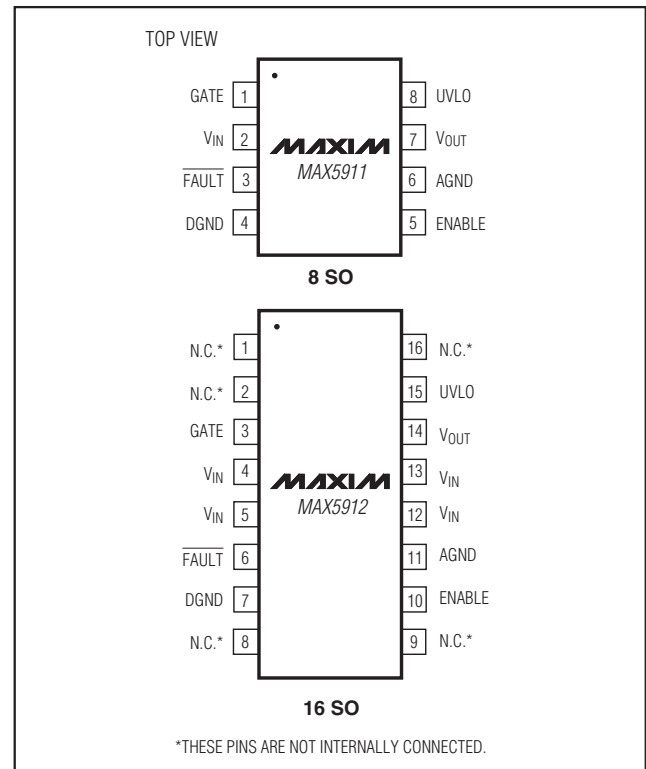 TOP VIEW
GATE 1 8 UVLO
VIN 2 7 VOUT
MAXIM
MAX5911
FAULT 3 6 AGND
DGND 4 5 ENABLE
8 SO
N.C.* 1 16 N.C.*
N.C.* 2 15 UVLO
GATE 3 14 VOUT
VIN 4 13 VIN
MAXIM
MAX5912
VIN 5 12 VIN
FAULT 6 11 AGND
DGND 7 10 ENABLE
N.C.* 8 9 N.C.*
16 SO
*THESE PINS ARE NOT INTERNALLY CONNECTED.